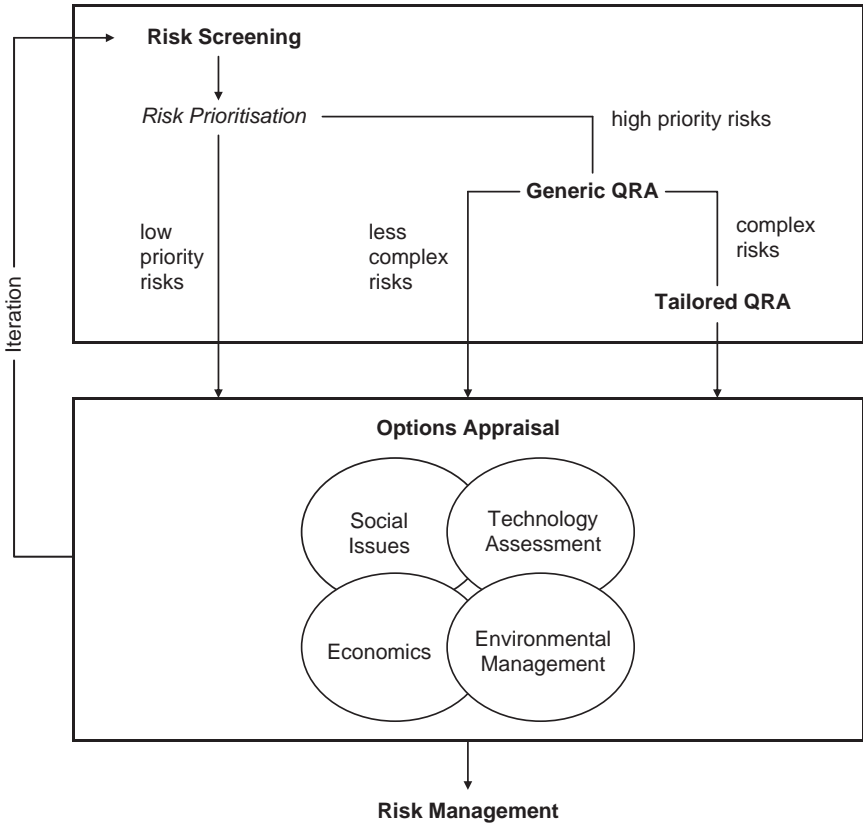 Risk Screening
Risk Prioritisation
high priority risks
Generic QRA
low
priority
risks
less
complex
risks
complex
risks
Tailored QRA
Iteration
Options Appraisal
Social
Issues
Technology
Assessment
Economics
Environmental
Management
Risk Management